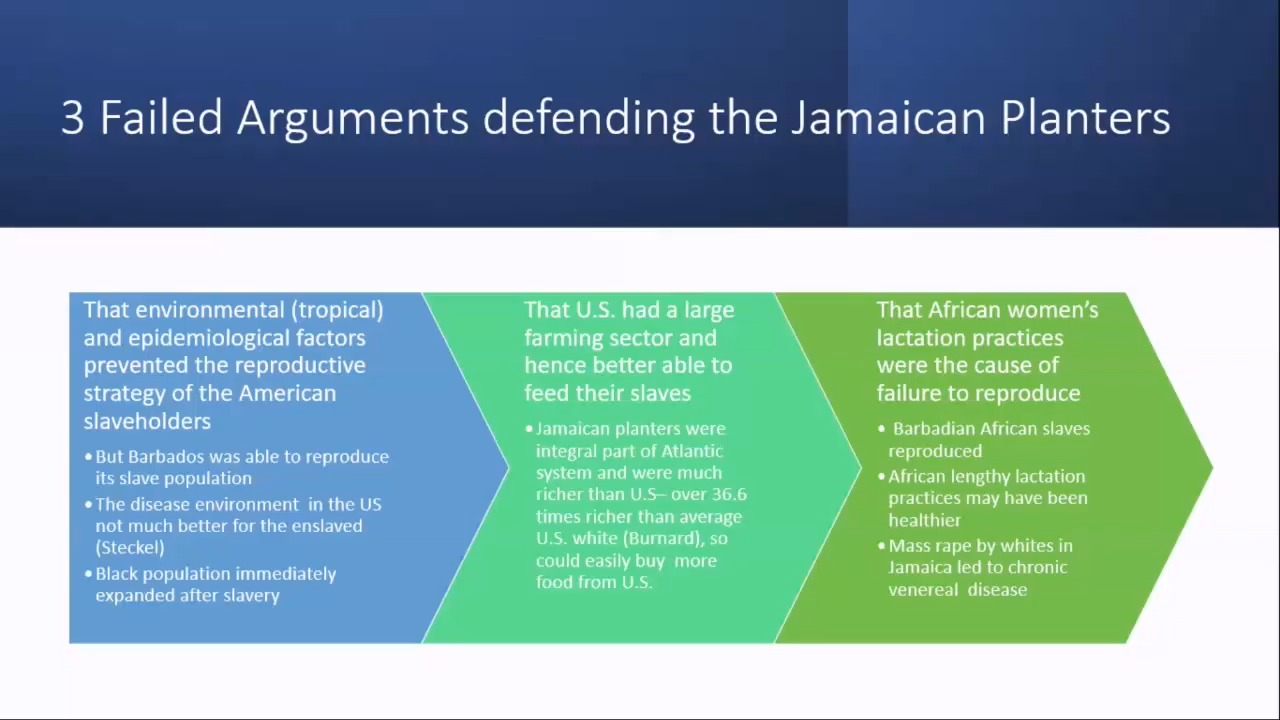 3 Failed Arguments defending the Jamaican Planters
That environmental (tropical)
and epidemiological factors
prevented the reproductive
strategy of the American
slaveholders
•But Barbados was able to reproduce
its slave population
•The disease environment  in the US
not much better for the enslaved
(Steckel)
•Black population immediately
expanded after slavery
That U.S. had a large
farming sector and
hence better able to
feed their slaves
•Jamaican planters were
integral part of Atlantic
system and were much
richer than U.S– over 36.6
times richer than average
U.S. white (Burnard), so
could easily buy  more
food from U.S.
That African women’s
lactation practices
were the cause of
failure to reproduce
• Barbadian African slaves
reproduced
•African lengthy lactation
practices may have been
healthier
•Mass rape by whites in
Jamaica led to chronic
venereal  disease